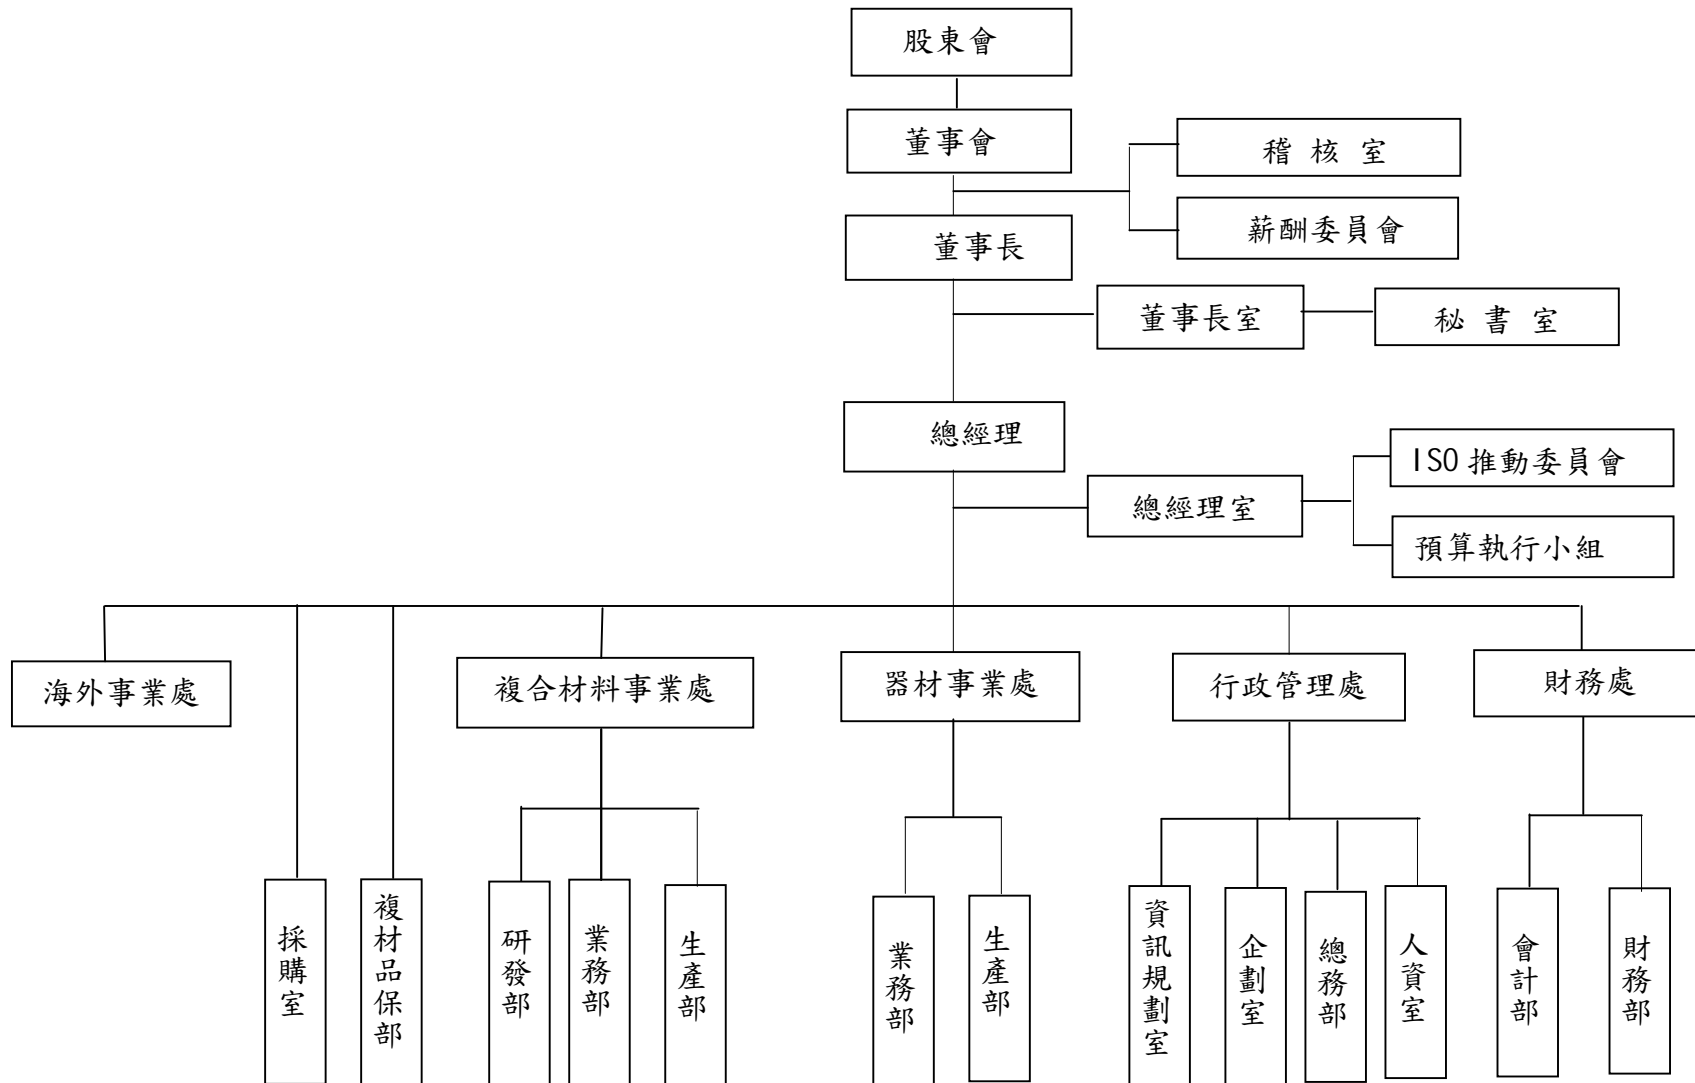 股東會
董事會
稽核室
薪酬委員會
董事長
董事長室
秘書室
總經理
ISO推動委員會
總經理室
預算執行小組
海外事業處
複合材料事業處
器材事業處
行政管理處
財務處
採購室
複材品保部
研發部
業務部
生產部
業務部
生產部
資訊規劃室
企劃室
總務部
人資室
會計部
財務部